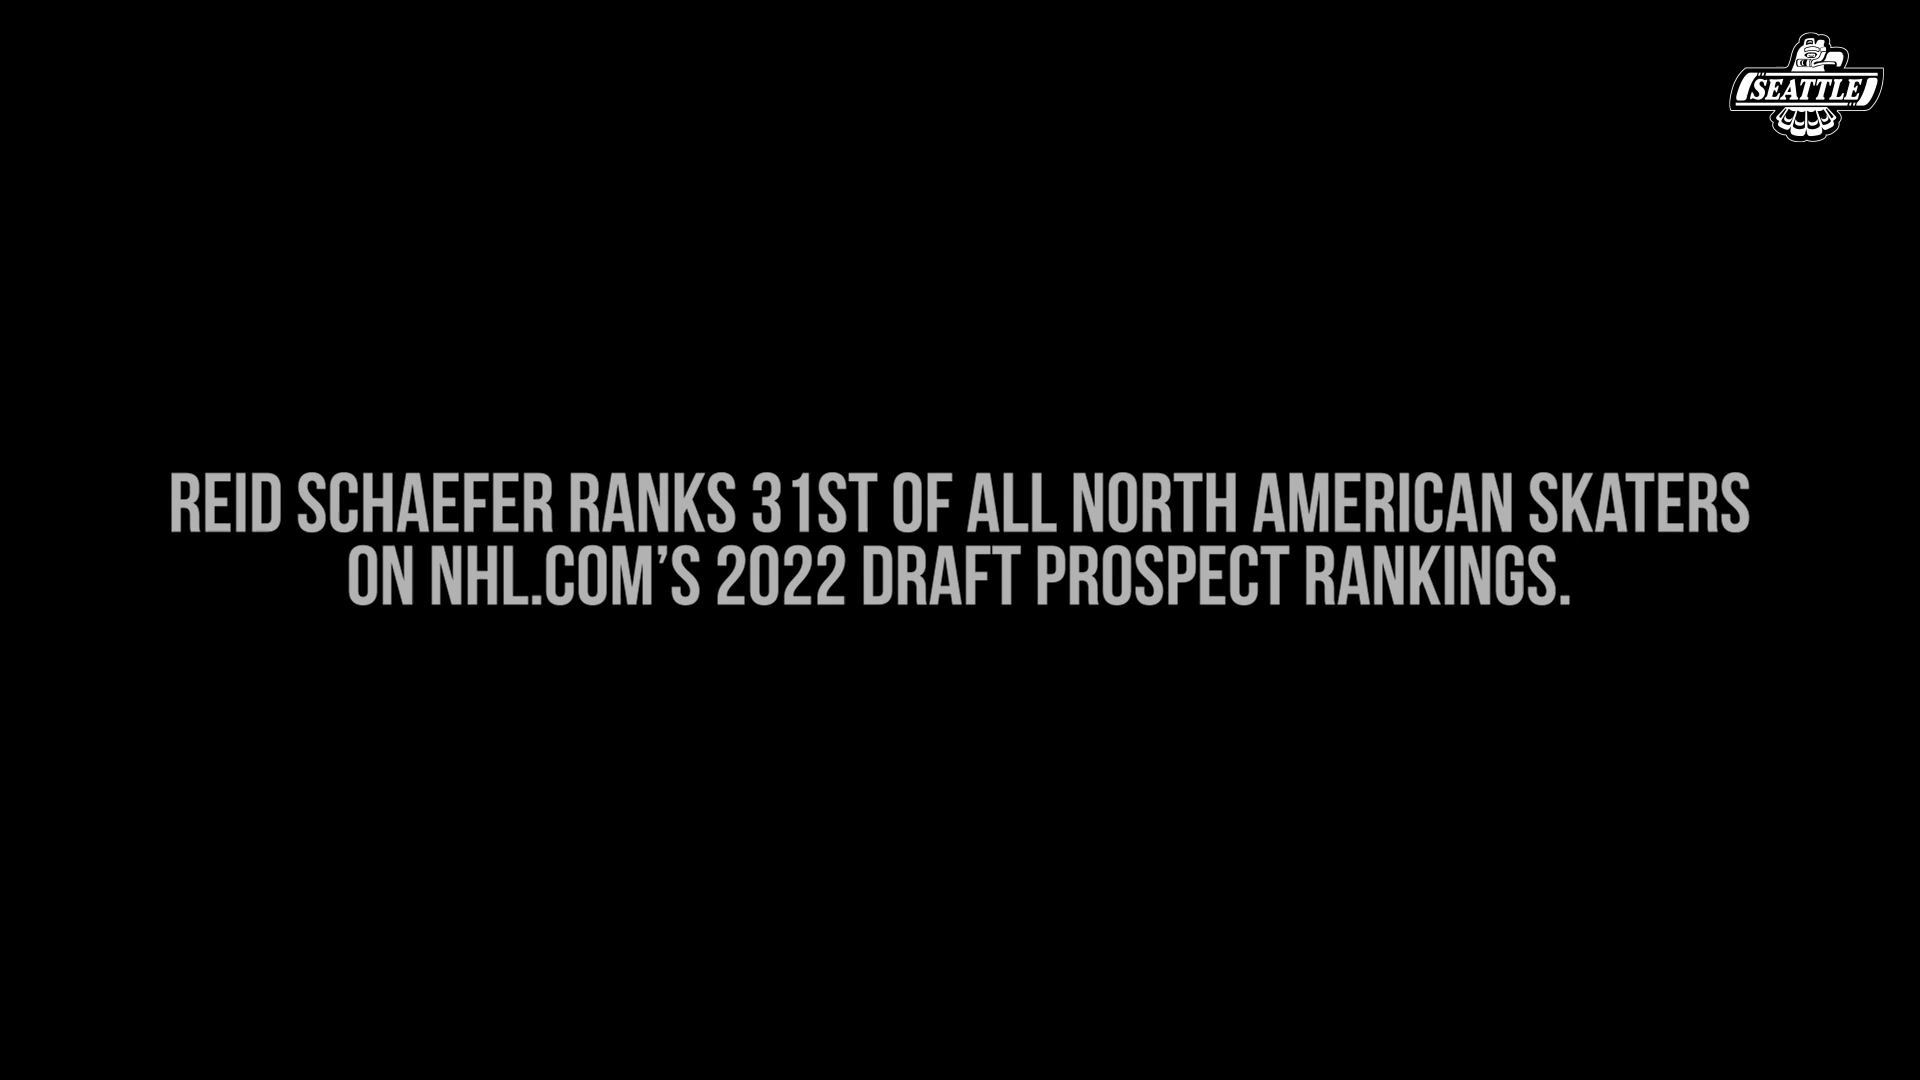 SEATTLE
REID SCHAEFER RANKS 31ST OF ALL NORTH AMERICAN SKATERS
ON NHL.COM’S 2022 DRAFT PROSPECT RANKINGS.